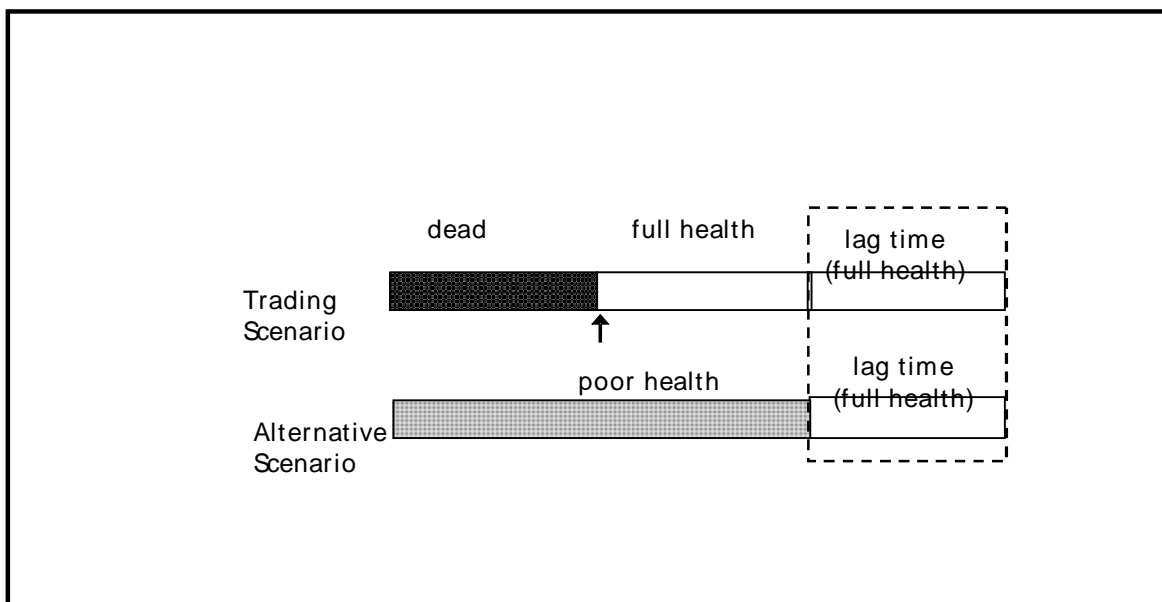 dead
full health
lag time
(full health)
Trading
Scenario
poor health
lag time
(full health)
Alternative
Scenario